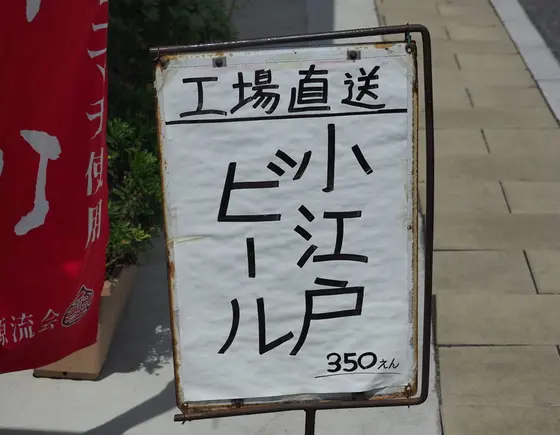 工場直送
小江戸
ビール
350えん
使用
源流会